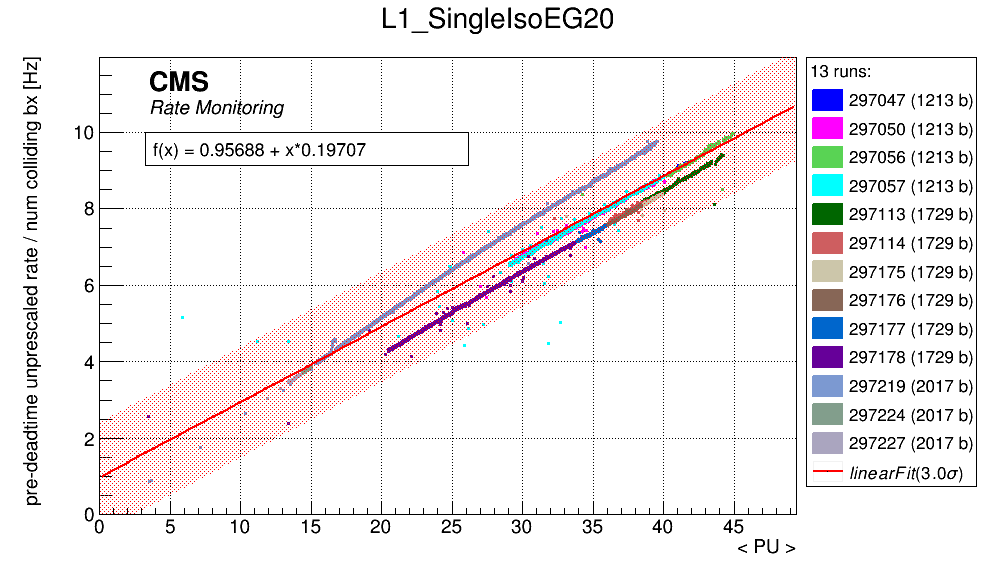 L1_SingleIsoEG20
pre-deadtime unprescaled rate / num colliding bx [Hz]
CMS
Rate Monitoring
f(x) = 0.95688 + x*0.19707
10
8
6
4
2
0
0 5 10 15 20 25 30 35 40 45
< PU >
13 runs:
297047 (1213 b)
297050 (1213 b)
297056 (1213 b)
297057 (1213 b)
297113 (1729 b)
297114 (1729 b)
297175 (1729 b)
297176 (1729 b)
297177 (1729 b)
297178 (1729 b)
297219 (2017 b)
297224 (2017 b)
297227 (2017 b)
linearFit(3.0σ)